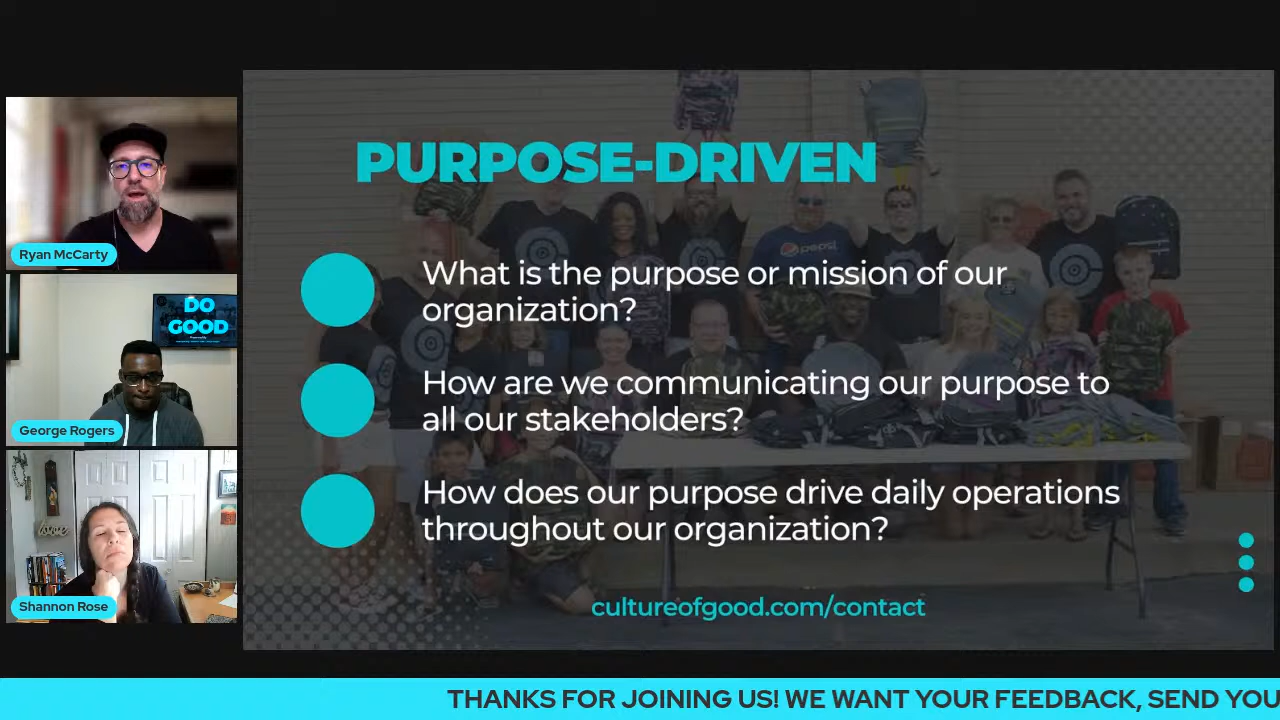 Ryan McCarty
DO
GOOD
George Rogers
love
Shannon Rose
PURPOSE-DRIVEN
pepsi
What is the purpose or mission of our
organization?
How are we communicating our purpose to
all our stakeholders?
How does our purpose drive daily operations
throughout our organization?
cultureofgood.com/contact
THANKS FOR JOINING US! WE WANT YOUR FEEDBACK, SEND YOU